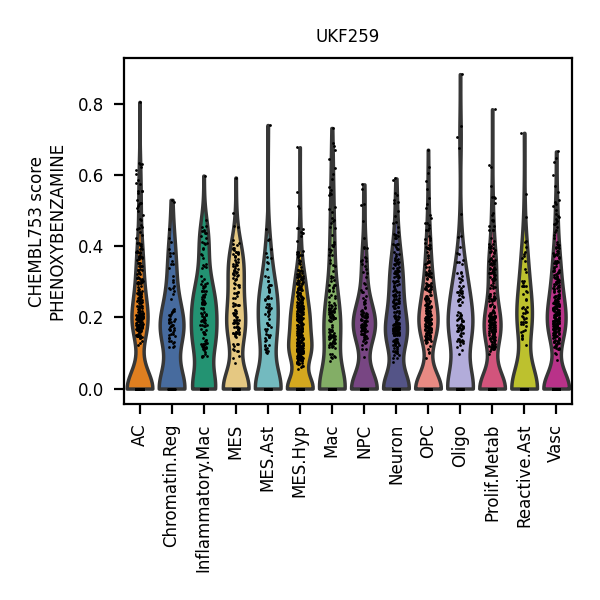 UKF259
CHEMBL753 score
PHENOXYBENZAMINE
0.8
0.6
0.4
0.2
0.0
AC
Chromatin.Reg
Inflammatory.Mac
MES
MES.Ast
MES.Hyp
Mac
NPC
Neuron
OPC
Oligo
Prolif.Metab
Reactive.Ast
Vasc